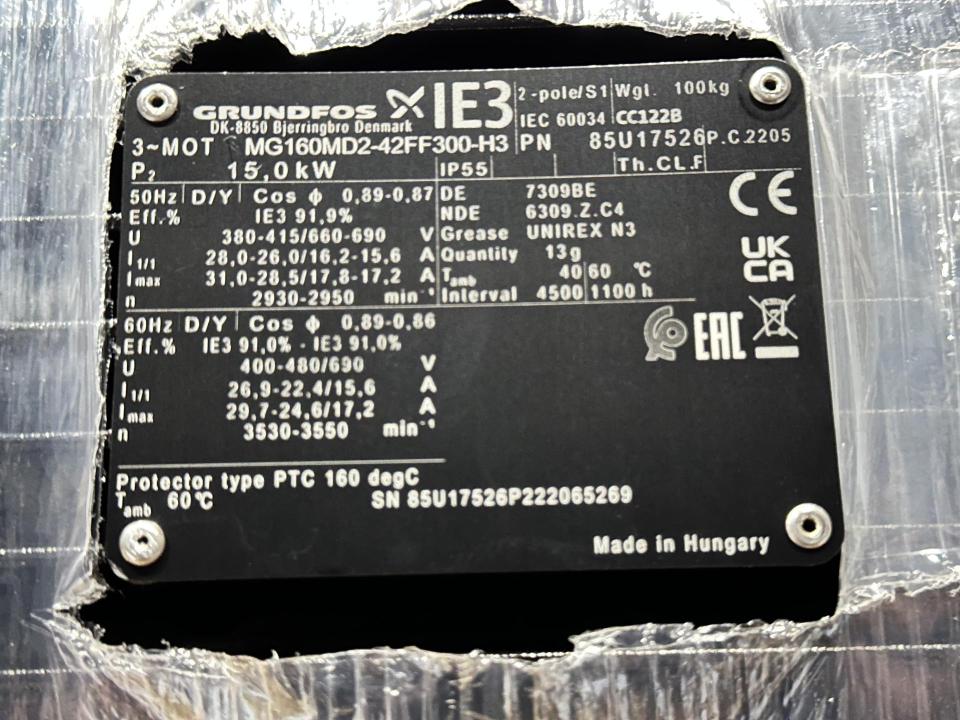 GRUNDFOS IE3 2-pole/S1 Wgt. 100kg
DK-8850 Bjerringbro Denmark IEC 60034 CC122B
3~MOT MG160MD2-42FF300-H3 PN 85U17526 P.C.2205
P2 15,0kW IP55 Th.CL.F
50Hz D/Y Cos ϕ 0,89-0,87 DE 7309BE
Eff.% IE3 91,9% NDE 6309.Z.C4
U 380-415/660-690 V Grease UNIREX N3
I1/1 28,0-26,0/16,2-15,6 A Quantity 13g
Imax 31,0-28,5/17,8-17,2 A Tamb 40 60 °C
n 2930-2950 min-1 Interval 4500 1100 h
CE
UK
CA
EAC
60Hz D/Y Cos ϕ 0,89-0,86
Eff.% IE3 91,0% - IE3 91,0%
U 400-480/690 V
I1/1 26,9-22,4/15,6 A
Imax 29,7-24,6/17,2 A
n 3530-3550 min-1
Protector type PTC 160 degC
Tamb 60°C SN 85U17526P222065269
Made in Hungary